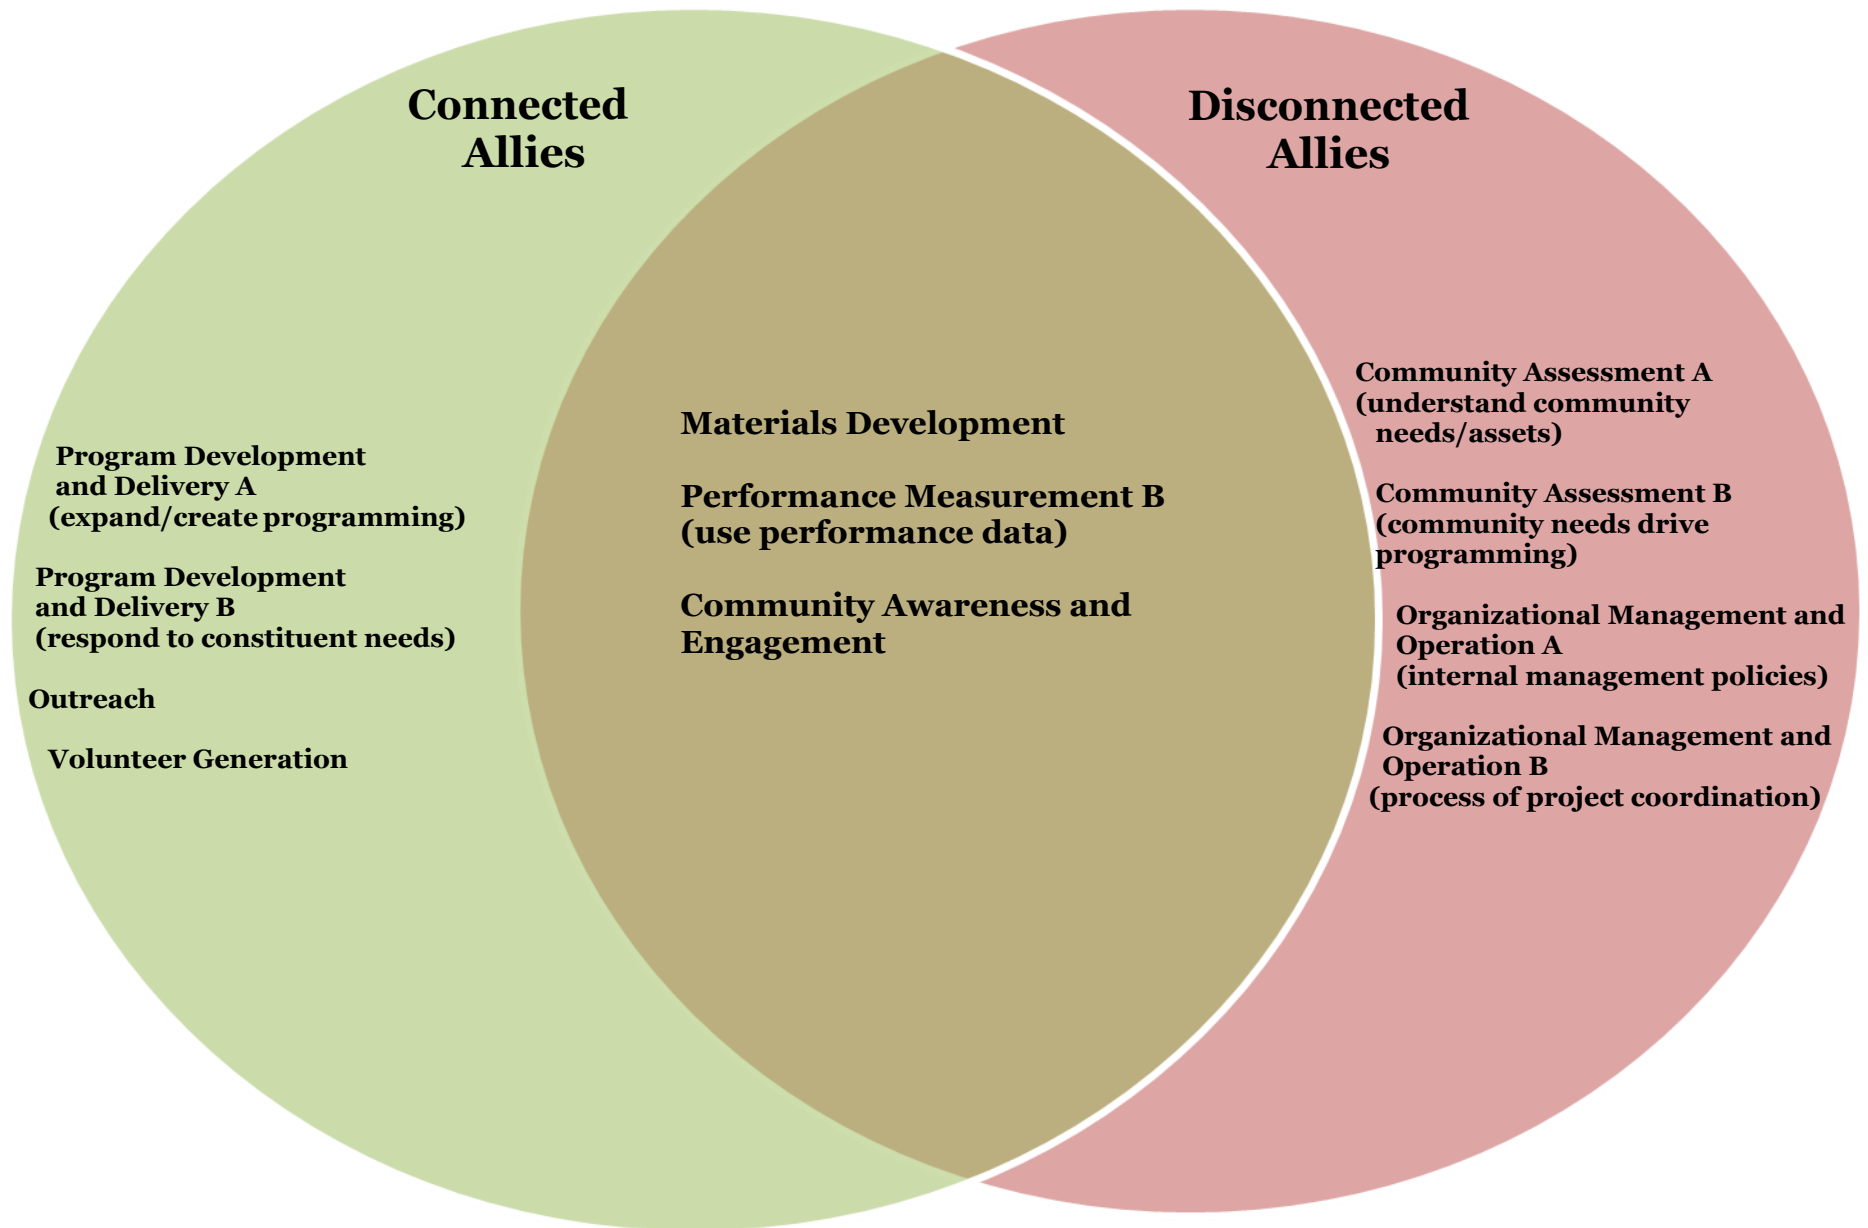 Connected
Allies
Disconnected
Allies
Program Development
and Delivery A
(expand/create programming)
Program Development
and Delivery B
(respond to constituent needs)
Outreach
Volunteer Generation
Materials Development
Performance Measurement B
(use performance data)
Community Awareness and
Engagement
Community Assessment A
(understand community
needs/assets)
Community Assessment B
(community needs drive
programming)
Organizational Management and
Operation A
(internal management policies)
Organizational Management and
Operation B
(process of project coordination)